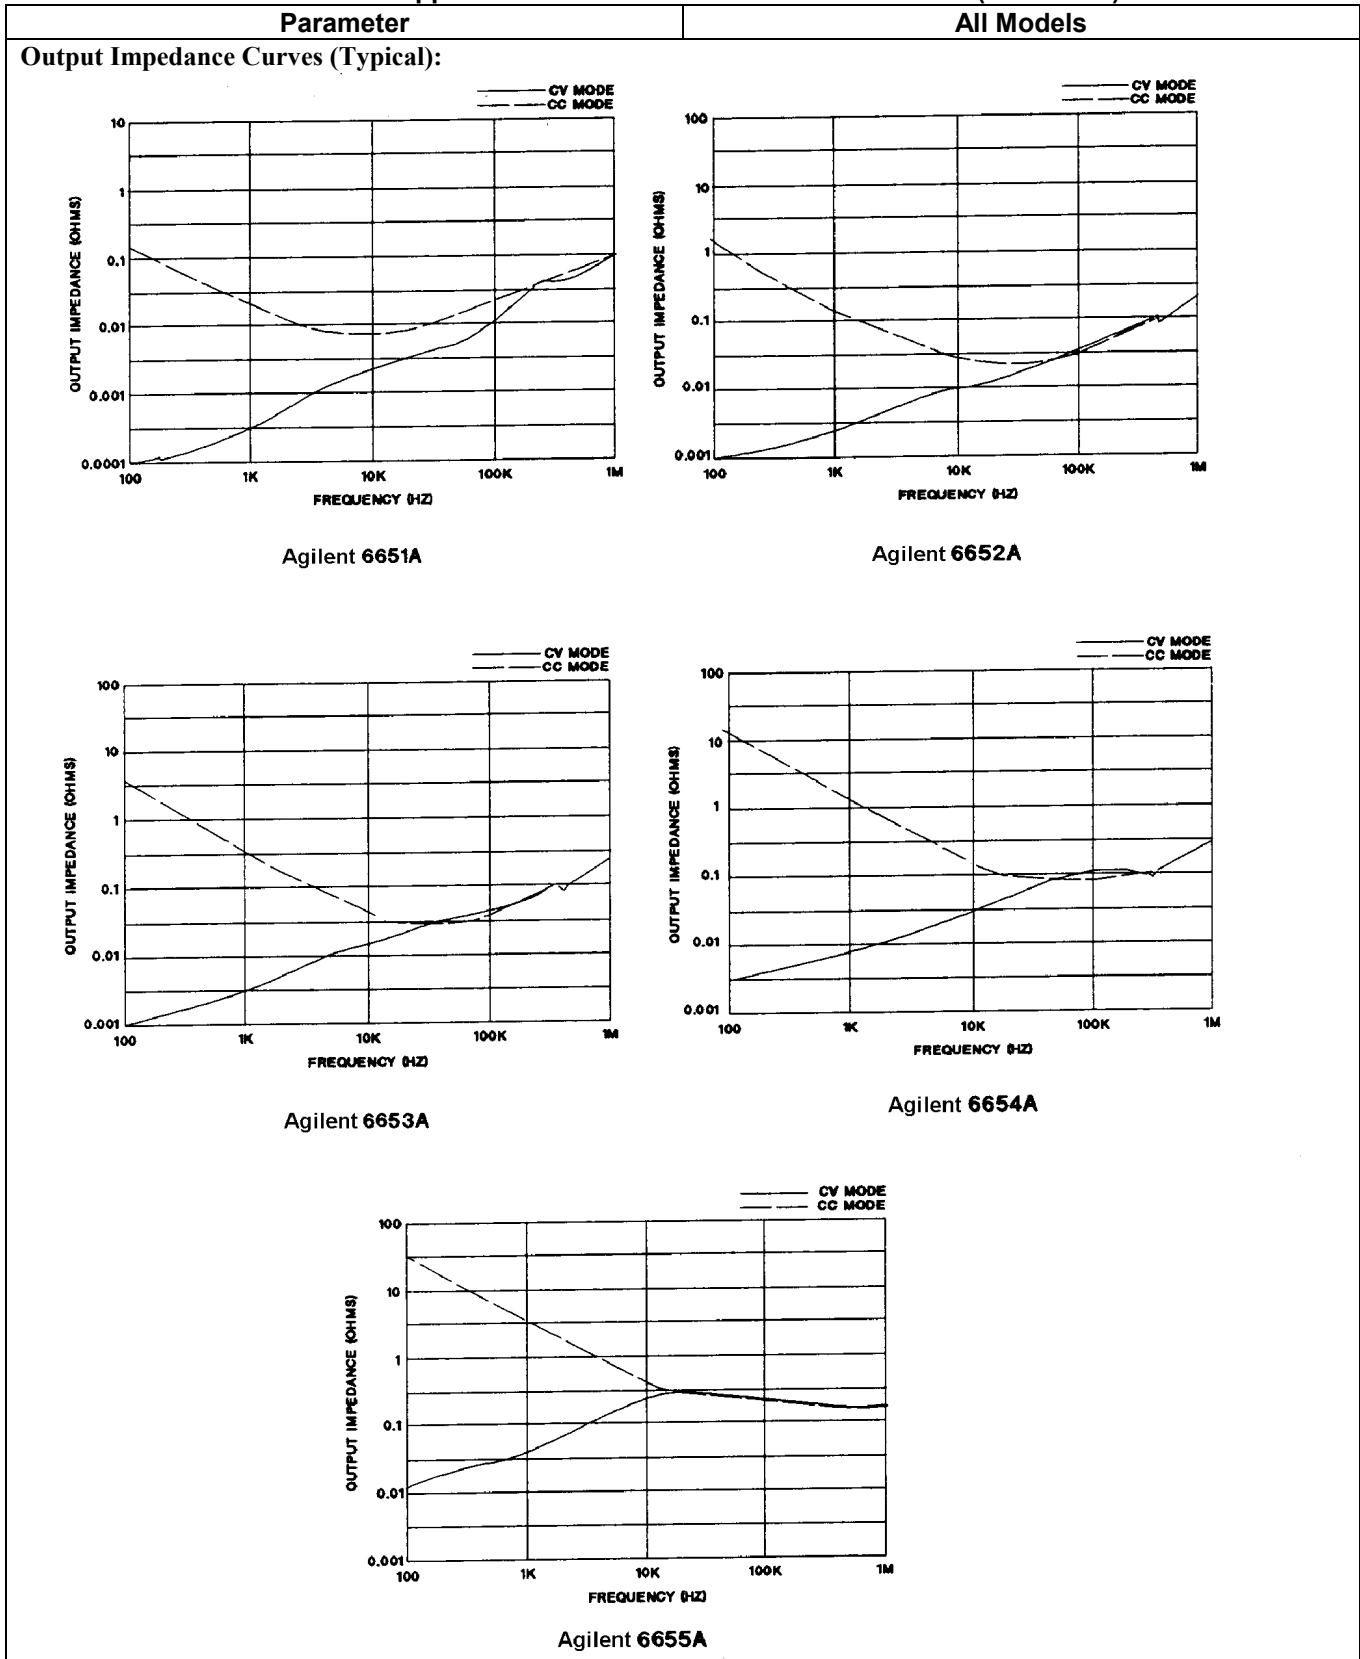 Parameter
All Models
Output Impedance Curves (Typical):
CV MODE
CC MODE
10
1
0.1
0.01
0.001
0.0001
OUTPUT IMPEDANCE (OHMS)
100
1K
10K
100K
1M
FREQUENCY (HZ)
Agilent 6651A
CV MODE
CC MODE
100
10
1
0.1
0.01
0.001
OUTPUT IMPEDANCE (OHMS)
100
1K
10K
100K
1M
FREQUENCY (HZ)
Agilent 6652A
CV MODE
CC MODE
100
10
1
0.1
0.01
0.001
OUTPUT IMPEDANCE (OHMS)
100
1K
10K
100K
1M
FREQUENCY (HZ)
Agilent 6653A
CV MODE
CC MODE
100
10
1
0.1
0.01
0.001
OUTPUT IMPEDANCE (OHMS)
100
1K
10K
100K
1M
FREQUENCY (HZ)
Agilent 6654A
CV MODE
CC MODE
100
10
1
0.1
0.01
0.001
OUTPUT IMPEDANCE (OHMS)
100
1K
10K
100K
1M
FREQUENCY (HZ)
Agilent 6655A